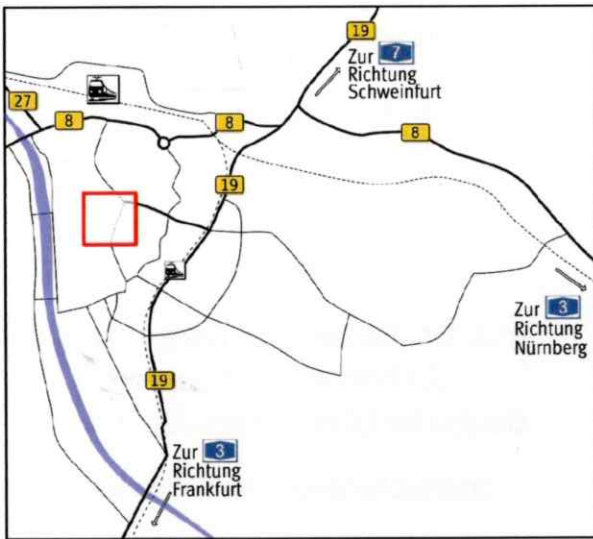 19
Zur 7
Richtung
Schweinfurt
27
8
8
8
19
Zur 3
Richtung
Nürnberg
19
Zur 3
Richtung
Frankfurt